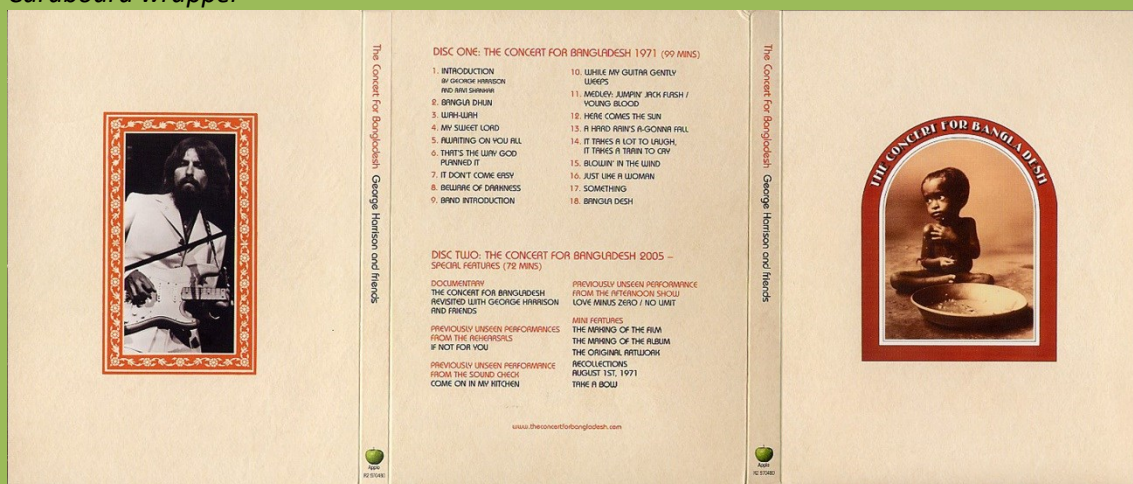 Cardboard wrapper
The Concert For Bangladesh George Harrison and friends
Apple
R2 970480
DISC ONE: THE CONCERT FOR BANGLADESH 1971 (99 MINS)
1. INTRODUCTION
BY GEORGE HARRISON
AND RAVI SHANKAR
2. BANGLA DHUN
3. WAH-WAH
4. MY SWEET LORD
5. AWAITING ON YOU ALL
6. THAT'S THE WAY GOD
PLANNED IT
7. IT DON'T COME EASY
8. BEWARE OF DARKNESS
9. BAND INTRODUCTION
10. WHILE MY GUITAR GENTLY
WEEPS
11. MEDLEY: JUMPIN' JACK FLASH /
YOUNG BLOOD
12. HERE COMES THE SUN
13. A HARD RAIN'S A-GONNA FALL
14. IT TAKES A LOT TO LAUGH,
IT TAKES A TRAIN TO CRY
15. BLOWIN' IN THE WIND
16. JUST LIKE A WOMAN
17. SOMETHING
18. BANGLA DESH
DISC TWO: THE CONCERT FOR BANGLADESH 2005 –
SPECIAL FEATURES (72 MINS)
DOCUMENTARY
THE CONCERT FOR BANGLADESH
REVISITED WITH GEORGE HARRISON
AND FRIENDS
PREVIOUSLY UNSEEN PERFORMANCES
FROM THE REHEARSALS
IF NOT FOR YOU
PREVIOUSLY UNSEEN PERFORMANCE
FROM THE SOUND CHECK
COME ON IN MY KITCHEN
PREVIOUSLY UNSEEN PERFORMANCE
FROM THE AFTERNOON SHOW
LOVE MINUS ZERO / NO LIMIT
MINI FEATURES
THE MAKING OF THE FILM
THE MAKING OF THE ALBUM
THE ORIGINAL ARTWORK
RECOLLECTIONS
AUGUST 1ST, 1971
TAKE A BOW
www.theconcertforbangladesh.com
The Concert For Bangladesh George Harrison and friends
Apple
R2 970480
THE CONCERT FOR BANGLA DESH